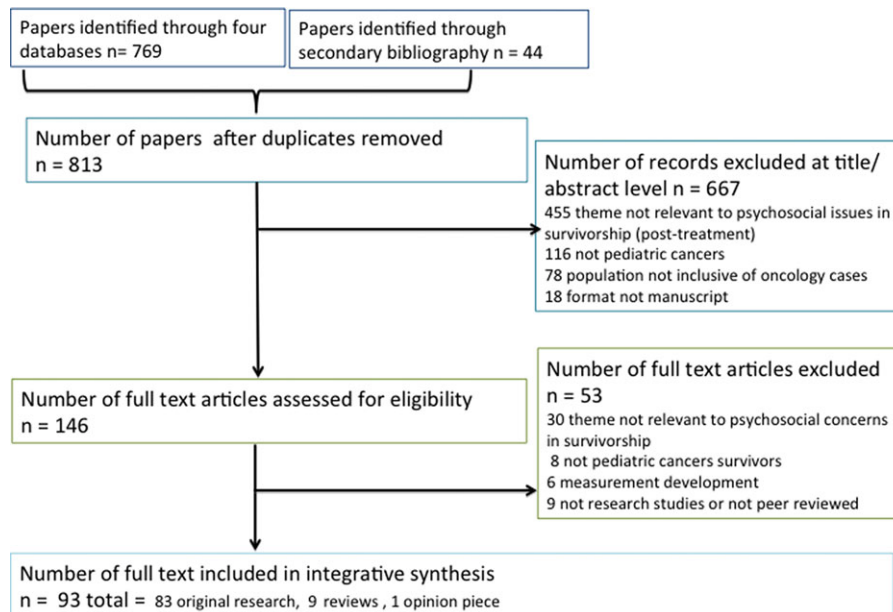 Papers identified through four
databases n= 769
Papers identified through
secondary bibliography n = 44
Number of papers after duplicates removed
n = 813
Number of records excluded at title/
abstract level n = 667
455 theme not relevant to psychosocial issues in
survivorship (post-treatment)
116 not pediatric cancers
78 population not inclusive of oncology cases
18 format not manuscript
Number of full text articles assessed for eligibility
n = 146
Number of full text articles excluded
n = 53
30 theme not relevant to psychosocial concerns
in survivorship
8 not pediatric cancers survivors
6 measurement development
9 not research studies or not peer reviewed
Number of full text included in integrative synthesis
n = 93 total = 83 original research, 9 reviews , 1 opinion piece